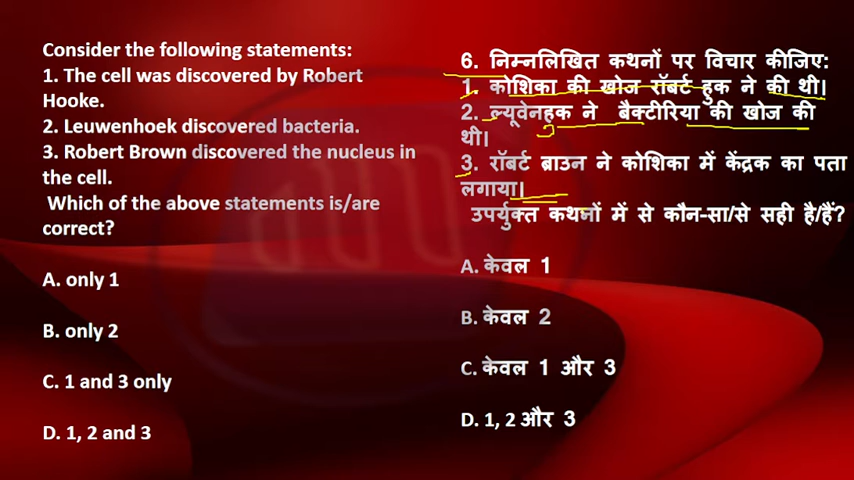 Consider the following statements:
1. The cell was discovered by Robert
Hooke.
2. Leuwenhoek discovered bacteria.
3. Robert Brown discovered the nucleus in
the cell.
Which of the above statements is/are
correct?
A. only 1
B. only 2
C. 1 and 3 only
D. 1, 2 and 3
6. निम्नलिखित कथनों पर विचार कीजिए:
1. कोशिका की खोज रॉबर्ट हुक ने की थी।
2. ल्यूवेनहक ने बैक्टीरिया की खोज की
थी।
3. रॉबर्ट ब्राउन ने कोशिका में केंद्रक का पता
लगाया।
उपर्युक्त कथनों में से कौन-सा/से सही है/हैं?
A. केवल 1
B. केवल 2
C. केवल 1 और 3
D. 1, 2 और 3